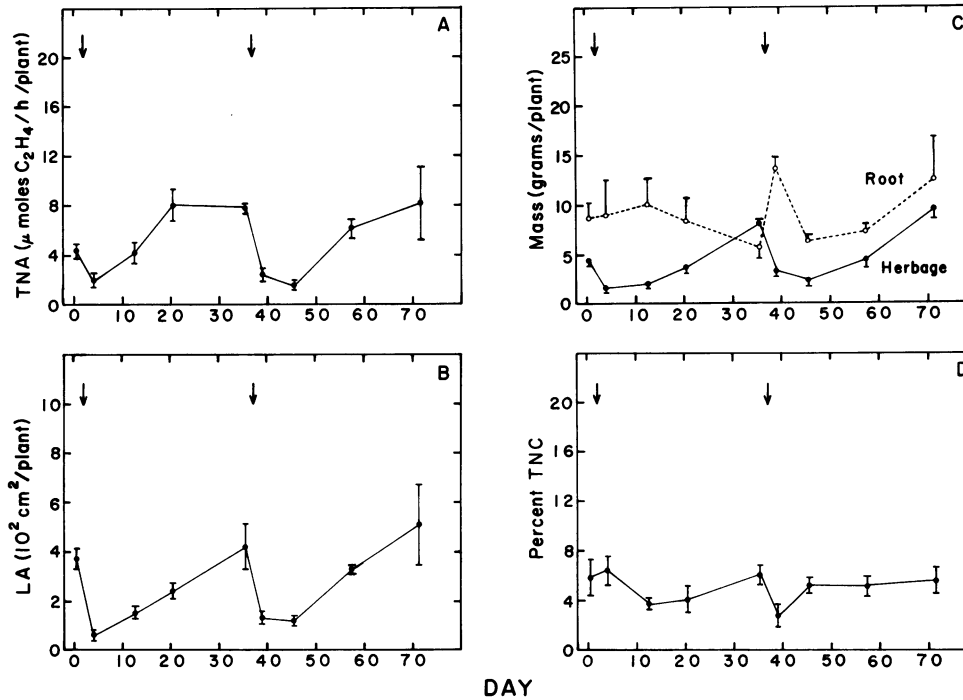 A
TNA (μ moles C2H4/h/plant)
20
16
12
8
4
0
0 10 20 30 40 50 60 70
B
LA (10² cm²/plant)
10
8
6
4
2
0
0 10 20 30 40 50 60 70
C
Mass (grams/plant)
25
20
15
10
5
0
Root
Herbage
0 10 20 30 40 50 60 70
D
Percent TNC
20
16
12
8
4
0
0 10 20 30 40 50 60 70
DAY